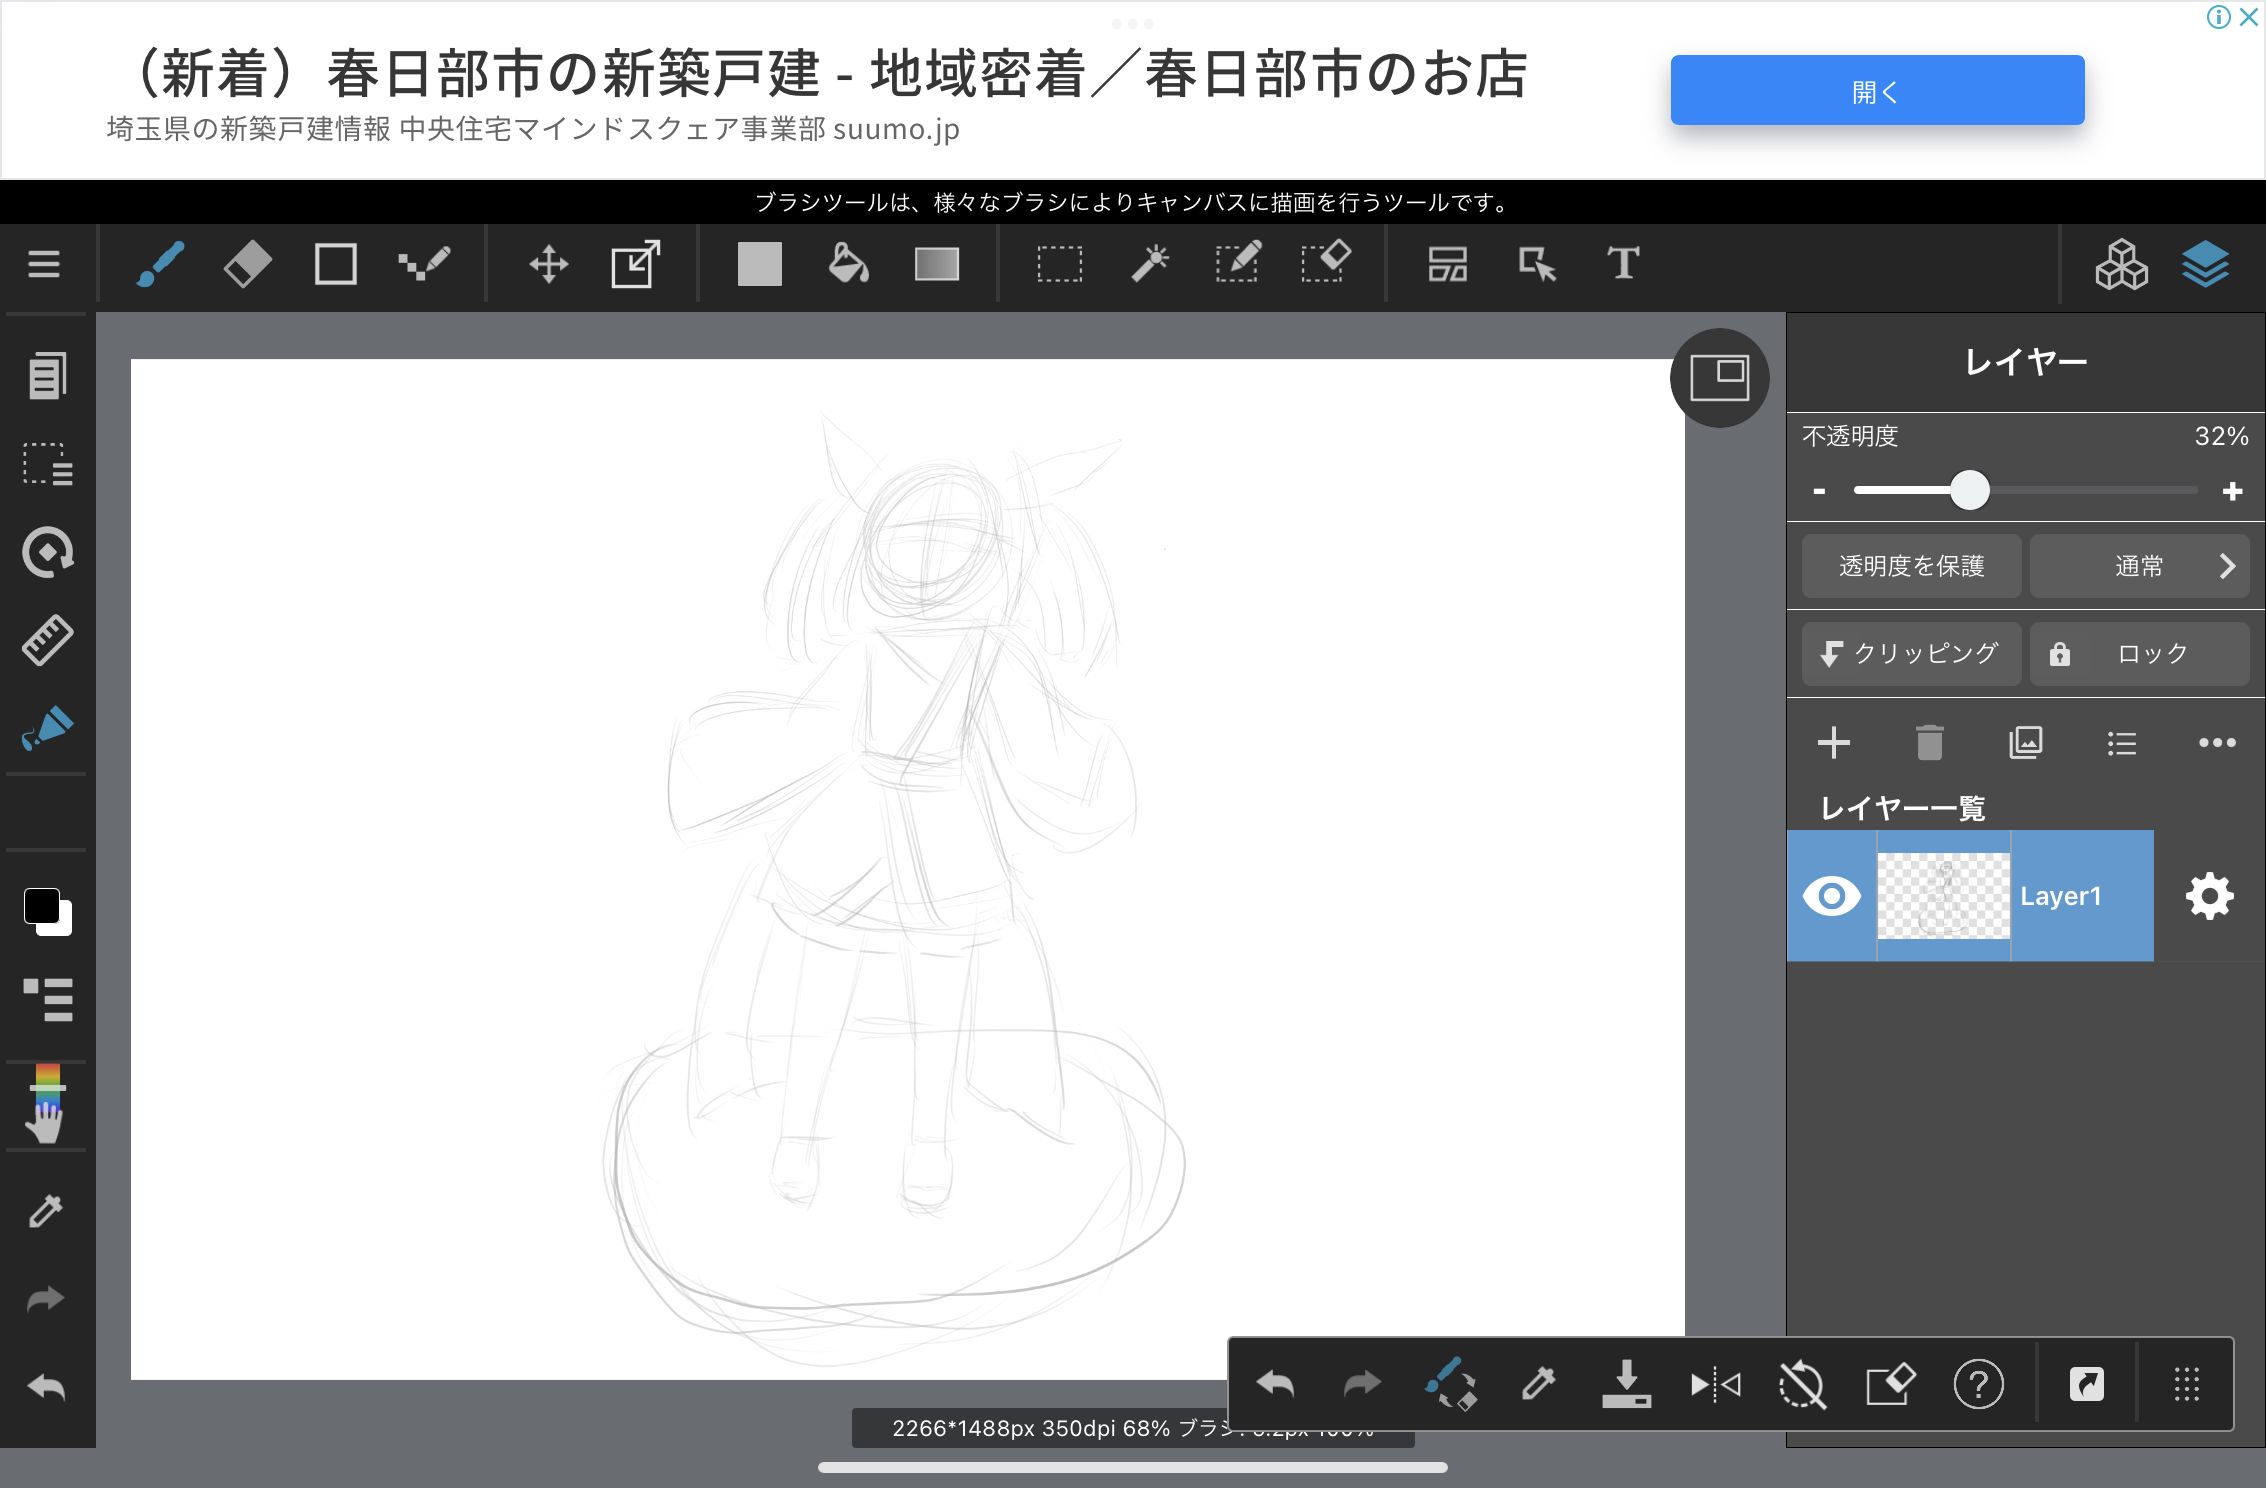 （新着）春日部市の新築戸建 - 地域密着／春日部市のお店
埼玉県の新築戸建情報 中央住宅マインドスクェア事業部 suumo.jp
開く
ブラシツールは、様々なブラシによりキャンバスに描画を行うツールです。
T
レイヤー
不透明度 32%
- +
透明度を保護 通常
クリッピング ロック
レイヤー一覧
Layer1
2266*1488px 350dpi 68% ブラシ: